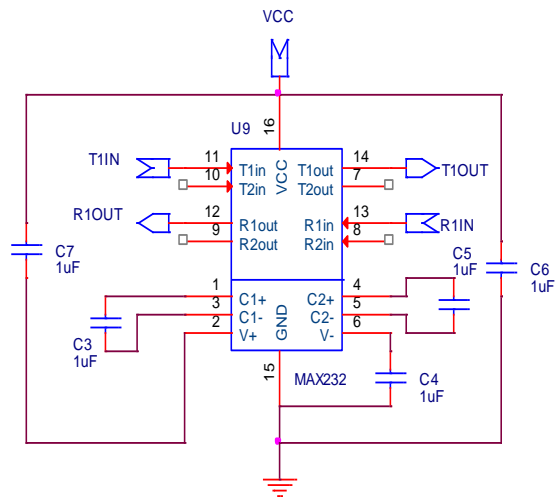 VCC
U9
16
T1IN
11
T1in
VCC
T1out
14
T1OUT
10
T2in
T2out
7
R1OUT
12
R1out
R1in
13
R1IN
9
R2out
R2in
8
C7
1uF
C5
1uF
C6
1uF
1
C1+
C2+
4
3
C1-
C2-
5
2
V+
GND
V-
6
C3
1uF
15
MAX232
C4
1uF